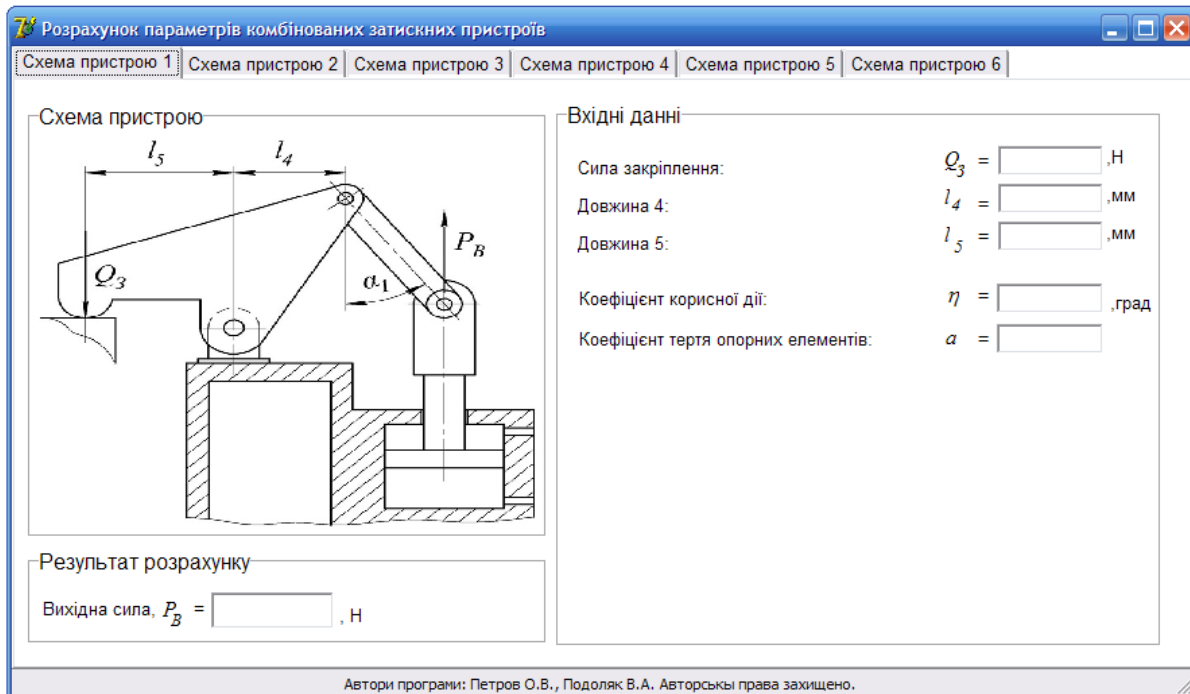 Розрахунок параметрів комбінованих затискних пристроїв
Схема пристрою 1 Схема пристрою 2 Схема пристрою 3 Схема пристрою 4 Схема пристрою 5 Схема пристрою 6
Схема пристрою
l5 l4
PB
Q3
α1
Результат розрахунку
Вихідна сила, PB = , Н
Вхідні данні
Сила закріплення: Q3 = ,Н
Довжина 4: l4 = ,мм
Довжина 5: l5 = ,мм
Коефіцієнт корисної дії: η = ,град
Коефіцієнт тертя опорних елементів: a =
Автори програми: Петров О.В., Подоляк В.А. Авторськы права захищено.